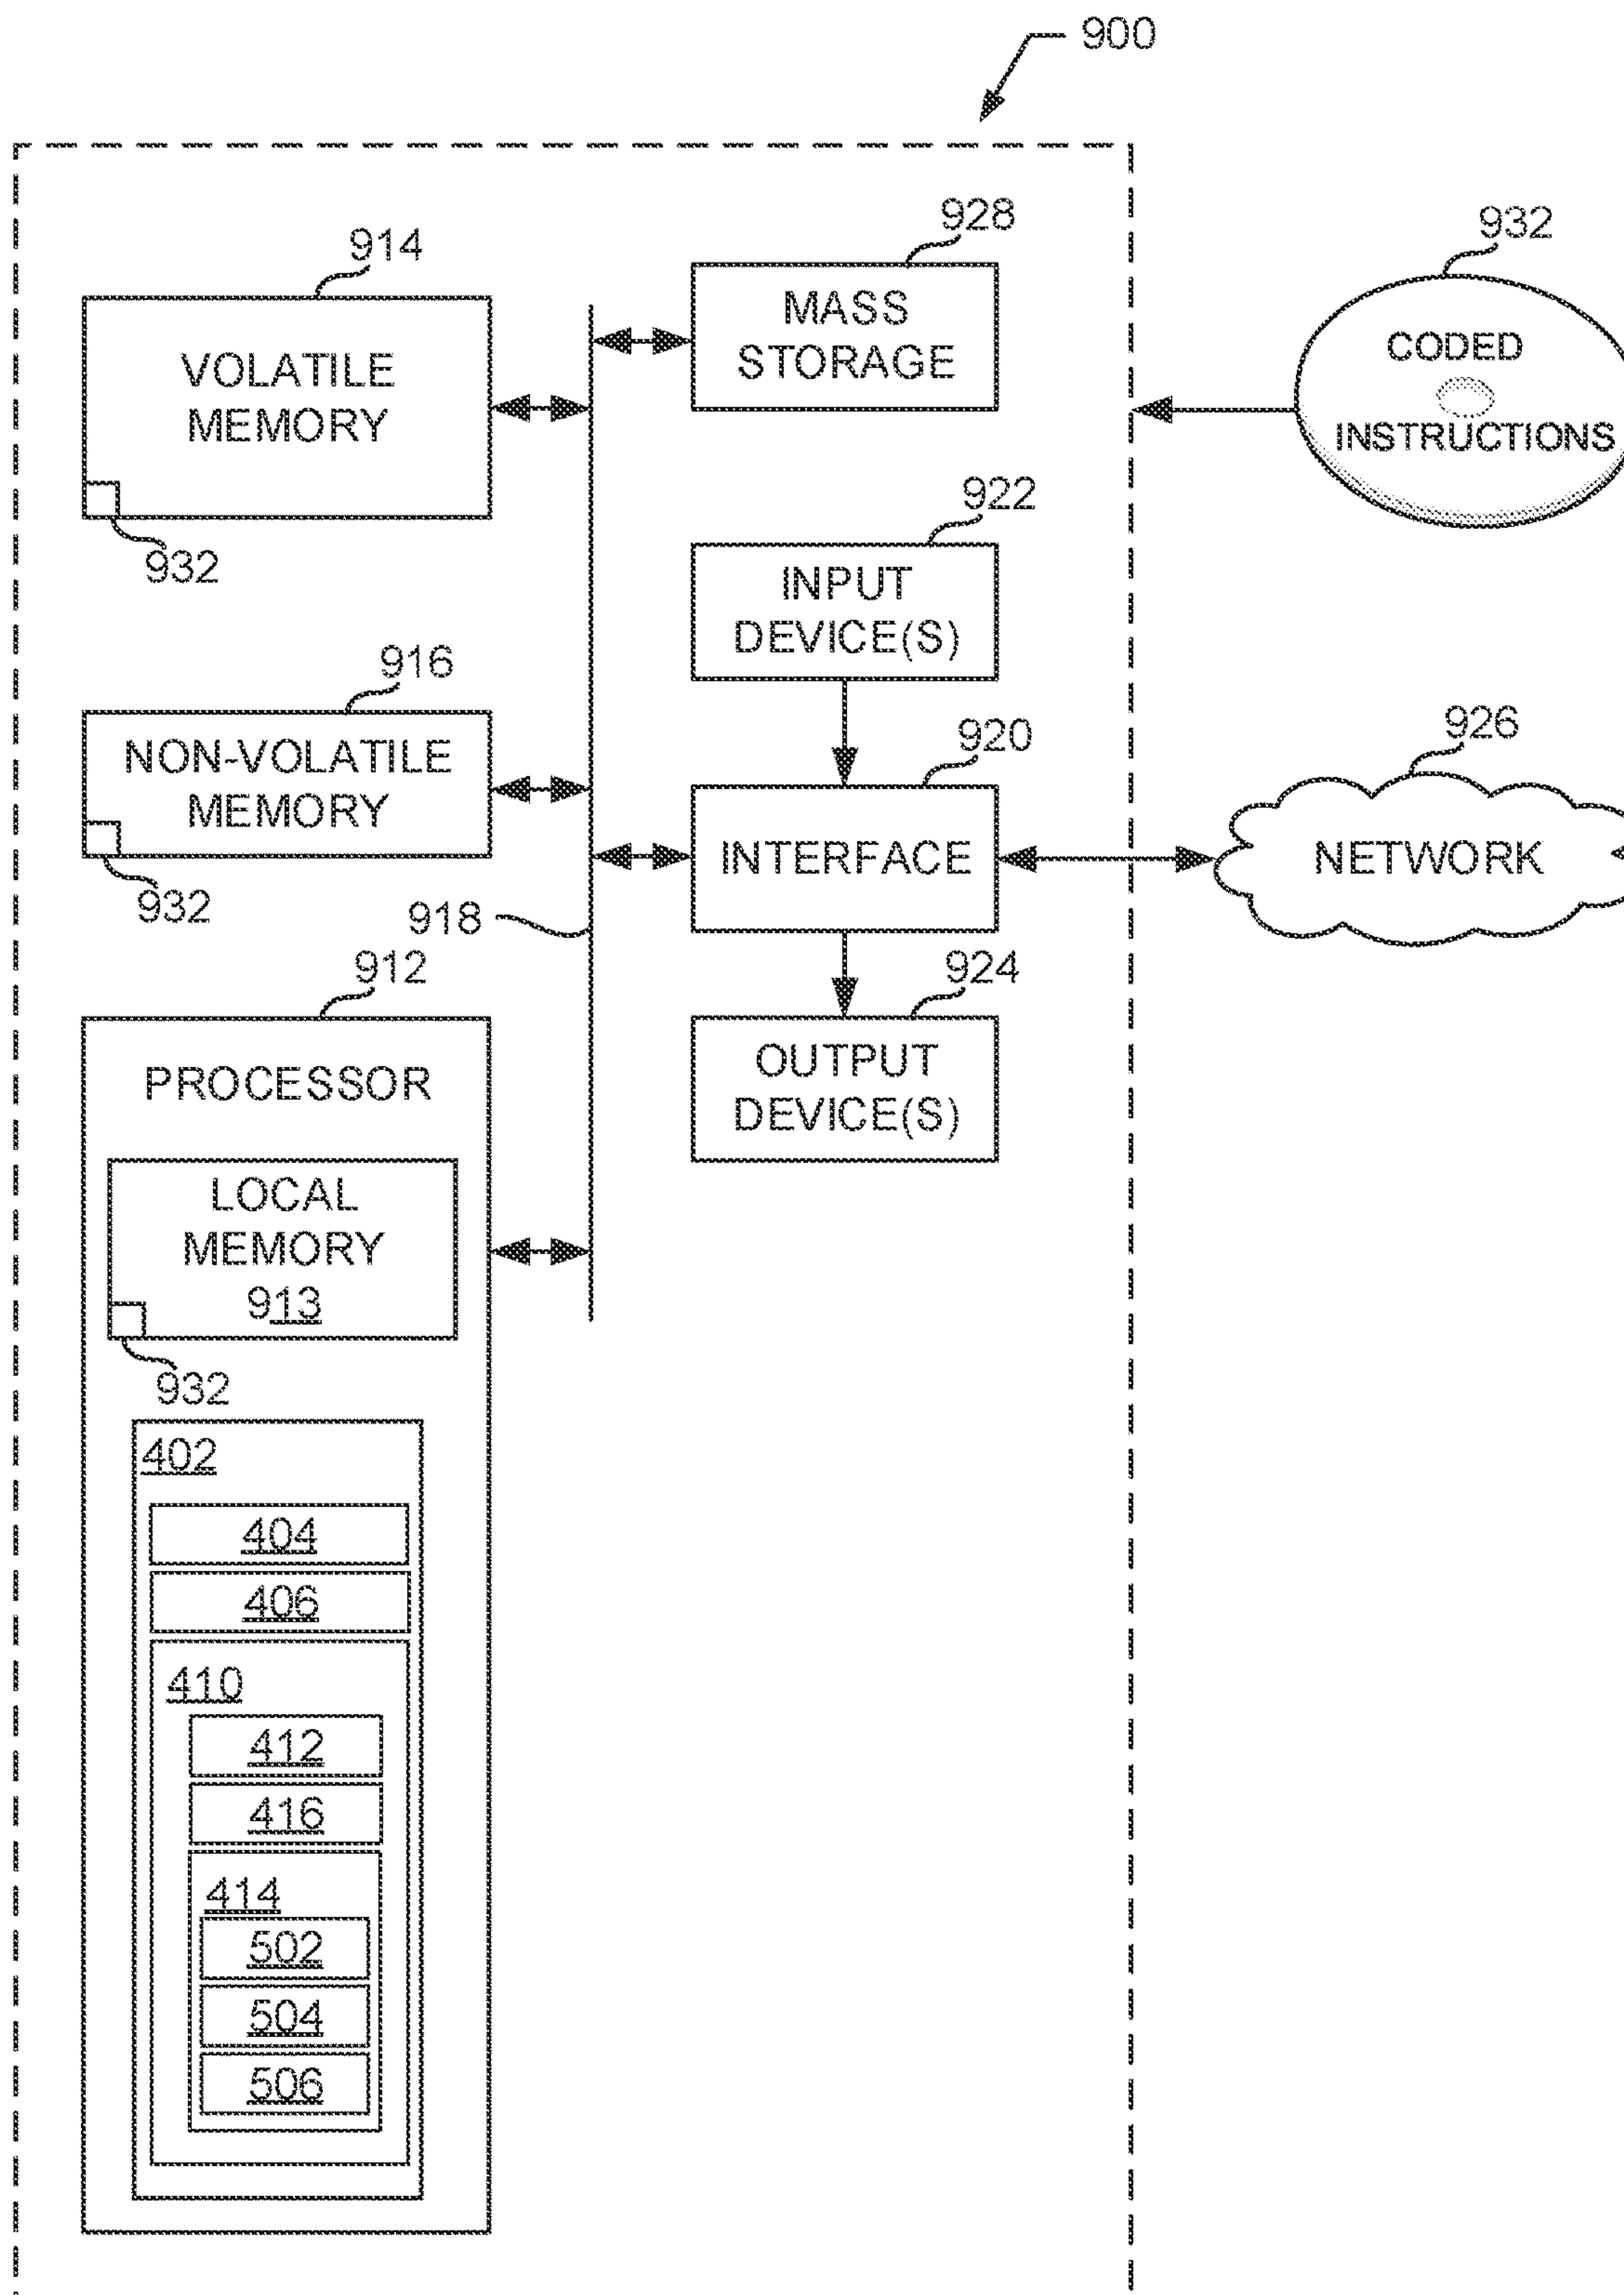 900
928
932
914
MASS
STORAGE
CODED
INSTRUCTIONS
VOLATILE
MEMORY
932
922
INPUT
DEVICE(S)
916
920
926
NON-VOLATILE
MEMORY
932
INTERFACE
NETWORK
918
912
924
PROCESSOR
OUTPUT
DEVICE(S)
LOCAL
MEMORY
913
932
402
404
406
410
412
416
414
502
504
506